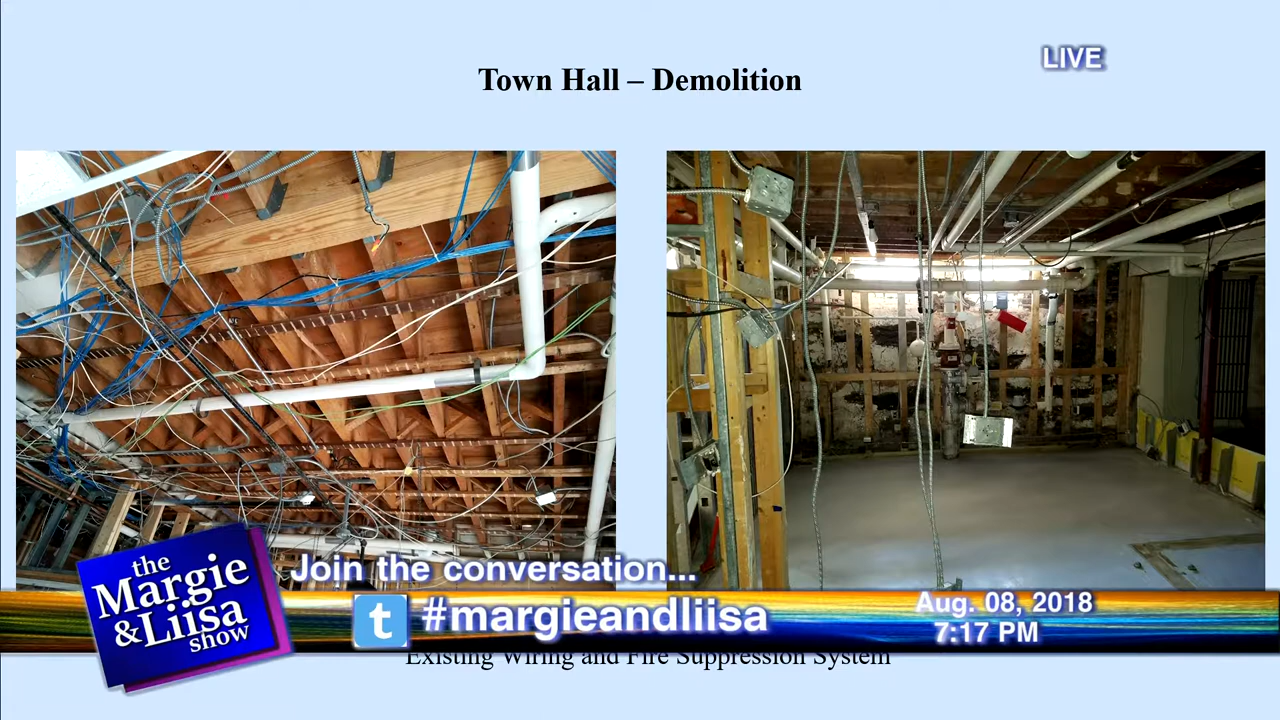 LIVE
Town Hall – Demolition
the
Margie
&Liisa
show
Join the conversation...
t #margieandliisa
Aug. 08, 2018
7:17 PM
Existing Wiring and Fire Suppression System